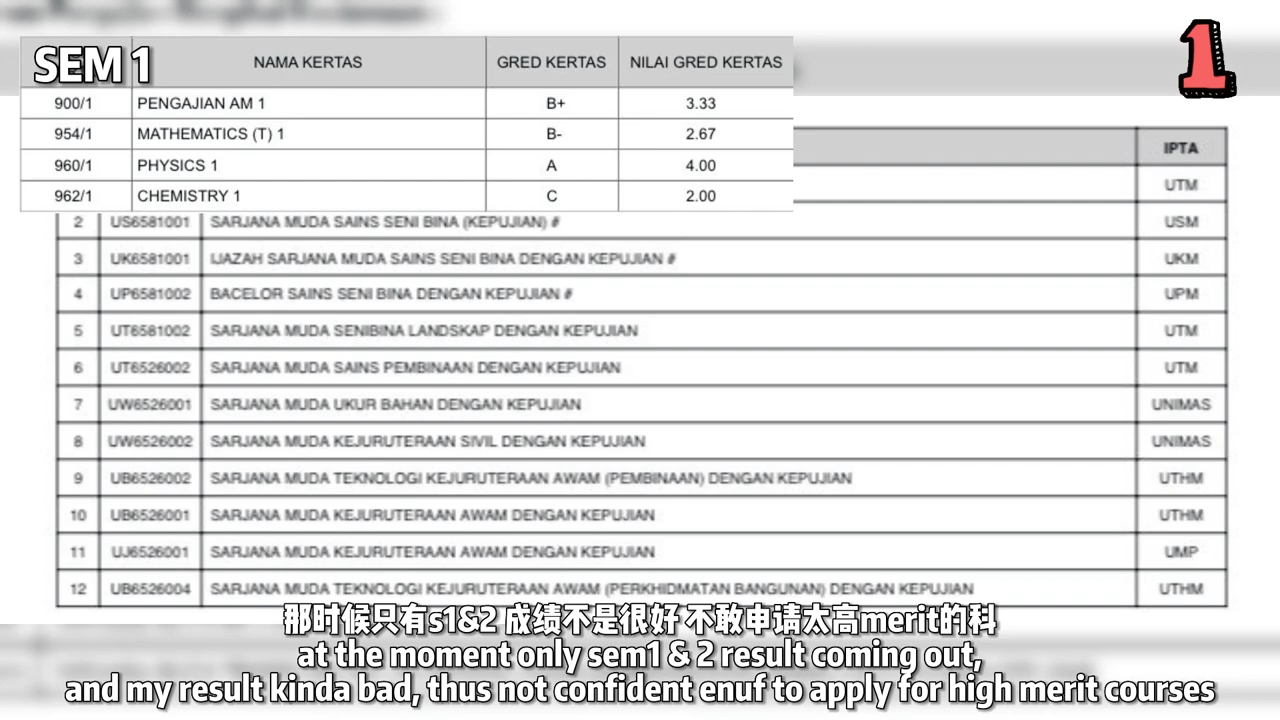 SEM 1 NAMA KERTAS GRED KERTAS NILAI GRED KERTAS
1
900/1 PENGAJIAN AM 1 B+ 3.33
954/1 MATHEMATICS (T) 1 B- 2.67
IPTA
960/1 PHYSICS 1 A 4.00
UTM
962/1 CHEMISTRY 1 C 2.00
2 US6581001 SARJANA MUDA SAINS SENI BINA (KEPUJIAN) # USM
3 UK6581001 IJAZAH SARJANA MUDA SAINS SENI BINA DENGAN KEPUJIAN # UKM
4 UP6581002 BACELOR SAINS SENI BINA DENGAN KEPUJIAN # UPM
5 UT6581002 SARJANA MUDA SENIBINA LANDSKAP DENGAN KEPUJIAN UTM
6 UT6526002 SARJANA MUDA SAINS PEMBINAAN DENGAN KEPUJIAN UTM
7 UW6526001 SARJANA MUDA UKUR BAHAN DENGAN KEPUJIAN UNIMAS
8 UW6526002 SARJANA MUDA KEJURUTERAAN SIVIL DENGAN KEPUJIAN UNIMAS
9 UB6526002 SARJANA MUDA TEKNOLOGI KEJURUTERAAN AWAM (PEMBINAAN) DENGAN KEPUJIAN UTHM
10 UB6526001 SARJANA MUDA KEJURUTERAAN AWAM DENGAN KEPUJIAN UTHM
11 UJ6526001 SARJANA MUDA KEJURUTERAAN AWAM DENGAN KEPUJIAN UMP
12 UB6526004 SARJANA MUDA TEKNOLOGI KEJURUTERAAN AWAM (PERKHIDMATAN BANGUNAN) DENGAN KEPUJIAN UTHM
那时候只有s1&2 成绩不是很好 不敢申请太高merit的科
at the moment only sem1 & 2 result coming out,
and my result kinda bad, thus not confident enuf to apply for high merit courses